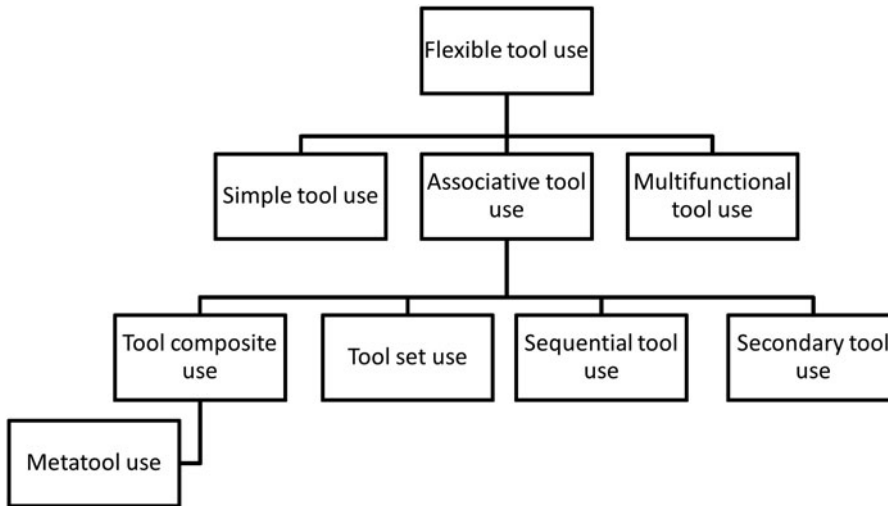 Flexible tool use
Simple tool use
Associative tool
use
Multifunctional
tool use
Tool composite
use
Tool set use
Sequential tool
use
Secondary tool
use
Metatool use